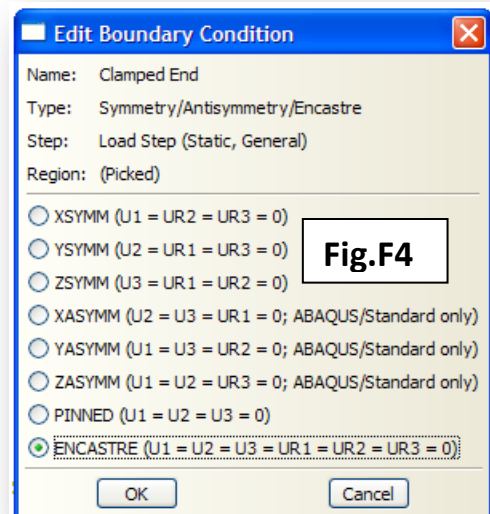 Edit Boundary Condition
Name: Clamped End
Type: Symmetry/Antisymmetry/Encastre
Step: Load Step (Static, General)
Region: (Picked)
XSYMM (U1 = UR2 = UR3 = 0)
YSYMM (U2 = UR1 = UR3 = 0)
Fig.F4
ZSYMM (U3 = UR1 = UR2 = 0)
XASYMM (U2 = U3 = UR1 = 0; ABAQUS/Standard only)
YASYMM (U1 = U3 = UR2 = 0; ABAQUS/Standard only)
ZASYMM (U1 = U2 = UR3 = 0; ABAQUS/Standard only)
PINNED (U1 = U2 = U3 = 0)
ENCASTRE (U1 = U2 = U3 = UR1 = UR2 = UR3 = 0)
OK Cancel